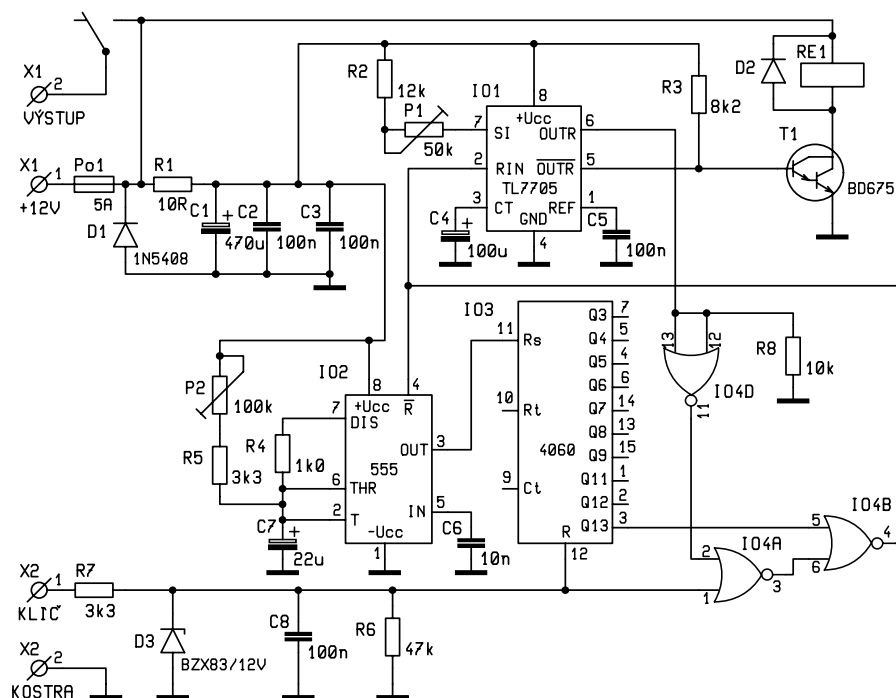 X1
2
VÝSTUP
X1
1
+12V
Po1
5A
D1
1N5408
R1
10R
C1
+
470u
C2
100n
C3
100n
R2
12k
P1
50k
IO1
8
+Ucc
7
SI
OUTR
6
2
RIN
OUTR
5
TL7705
3
CT
REF
1
GND
4
C4
+
100u
C5
100n
R3
8k2
D2
RE1
T1
BD675
IO2
P2
100k
R5
3k3
R4
1k0
8
4
+Ucc
R
7
DIS
OUT
3
555
6
THR
2
T
IN
5
-Ucc
1
C7
+
22u
C6
10n
IO3
11
Rs
10
Rt
9
Ct
4060
Q3
7
Q4
5
Q5
4
Q6
6
Q7
14
Q8
13
Q9
15
Q11
1
Q12
2
Q13
3
R
12
13
12
IO4D
11
R8
10k
IO4A
2
1
3
IO4B
5
6
4
X2
1
KLIČ
R7
3k3
D3
BZX83/12V
C8
100n
R6
47k
X2
2
KOSTRA